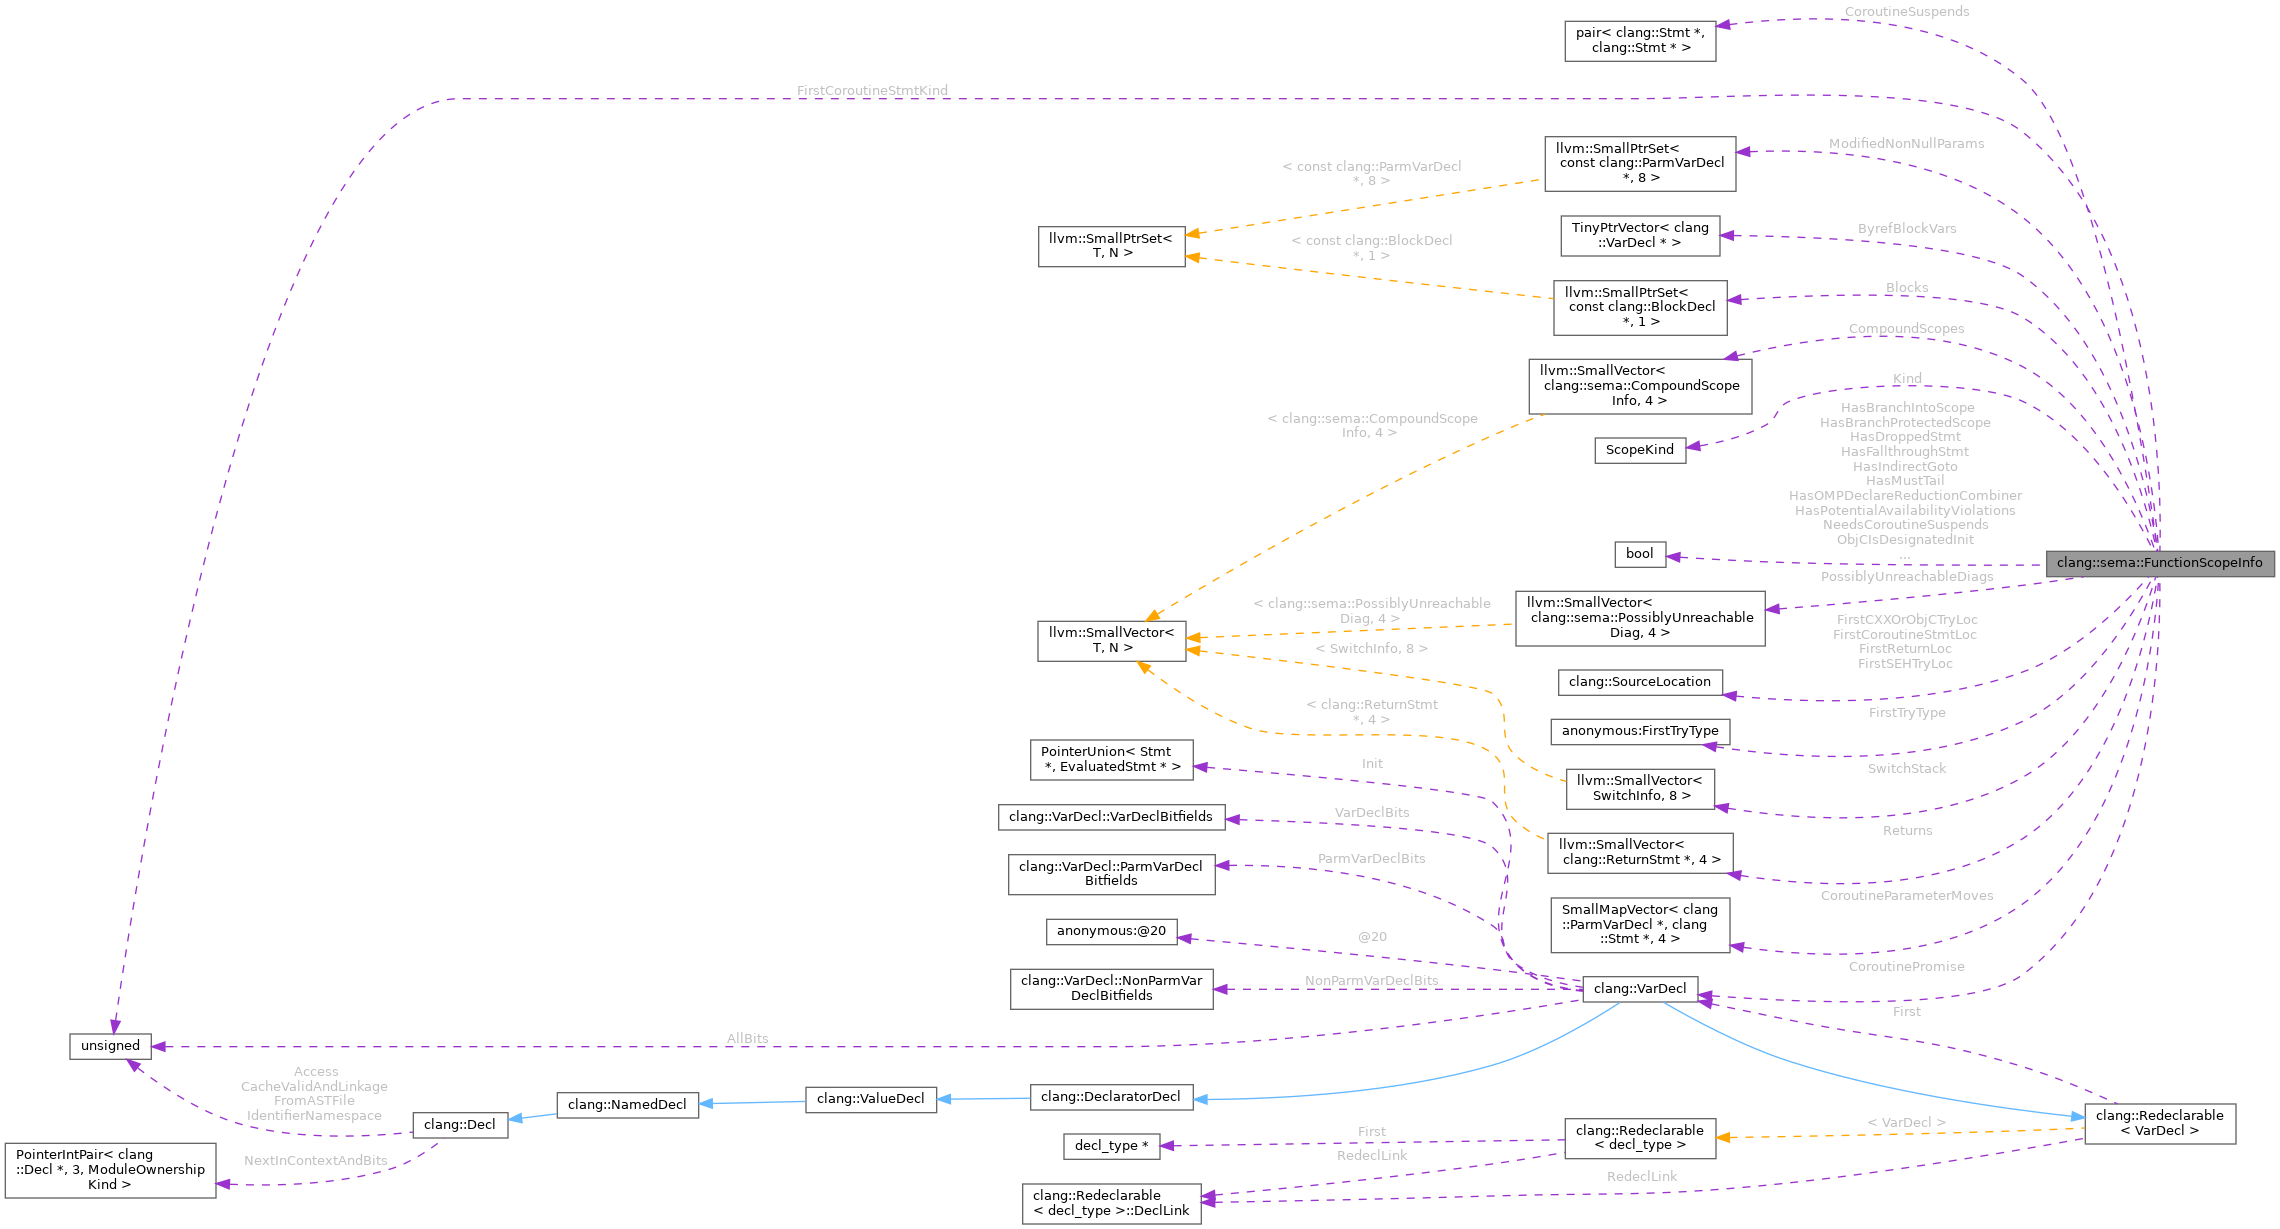 CoroutineSuspends
pair< clang::Stmt *,
clang::Stmt * >
FirstCoroutineStmtKind
ModifiedNonNullParams
llvm::SmallPtrSet<
const clang::ParmVarDecl
*, 8 >
< const clang::ParmVarDecl
*, 8 >
llvm::SmallPtrSet<
T, N >
TinyPtrVector< clang
::VarDecl * >
ByrefBlockVars
< const clang::BlockDecl
*, 1 >
llvm::SmallPtrSet<
const clang::BlockDecl
*, 1 >
Blocks
CompoundScopes
llvm::SmallVector<
clang::sema::CompoundScope
Info, 4 >
Kind
< clang::sema::CompoundScope
Info, 4 >
ScopeKind
HasBranchIntoScope
HasBranchProtectedScope
HasDroppedStmt
HasFallthroughStmt
HasIndirectGoto
HasMustTail
HasOMPDeclareReductionCombiner
HasPotentialAvailabilityViolations
NeedsCoroutineSuspends
ObjCIsDesignatedInit
...
bool
clang::sema::FunctionScopeInfo
PossiblyUnreachableDiags
< clang::sema::PossiblyUnreachable
Diag, 4 >
llvm::SmallVector<
clang::sema::PossiblyUnreachable
Diag, 4 >
llvm::SmallVector<
T, N >
FirstCXXOrObjCTryLoc
FirstCoroutineStmtLoc
FirstReturnLoc
FirstSEHTryLoc
< SwitchInfo, 8 >
clang::SourceLocation
< clang::ReturnStmt
*, 4 >
FirstTryType
anonymous:FirstTryType
PointerUnion< Stmt
*, EvaluatedStmt * >
Init
SwitchStack
llvm::SmallVector<
SwitchInfo, 8 >
clang::VarDecl::VarDeclBitfields
VarDeclBits
Returns
llvm::SmallVector<
clang::ReturnStmt *, 4 >
clang::VarDecl::ParmVarDecl
Bitfields
ParmVarDeclBits
CoroutineParameterMoves
SmallMapVector< clang
::ParmVarDecl *, clang
::Stmt *, 4 >
anonymous:@20
@20
CoroutinePromise
clang::VarDecl::NonParmVar
DeclBitfields
NonParmVarDeclBits
clang::VarDecl
First
unsigned
AllBits
Access
CacheValidAndLinkage
FromASTFile
IdentifierNamespace
clang::Decl
clang::NamedDecl
clang::ValueDecl
clang::DeclaratorDecl
clang::Redeclarable
< VarDecl >
< VarDecl >
clang::Redeclarable
< decl_type >
First
decl_type *
RedeclLink
PointerIntPair< clang
::Decl *, 3, ModuleOwnership
Kind >
NextInContextAndBits
RedeclLink
clang::Redeclarable
< decl_type >::DeclLink